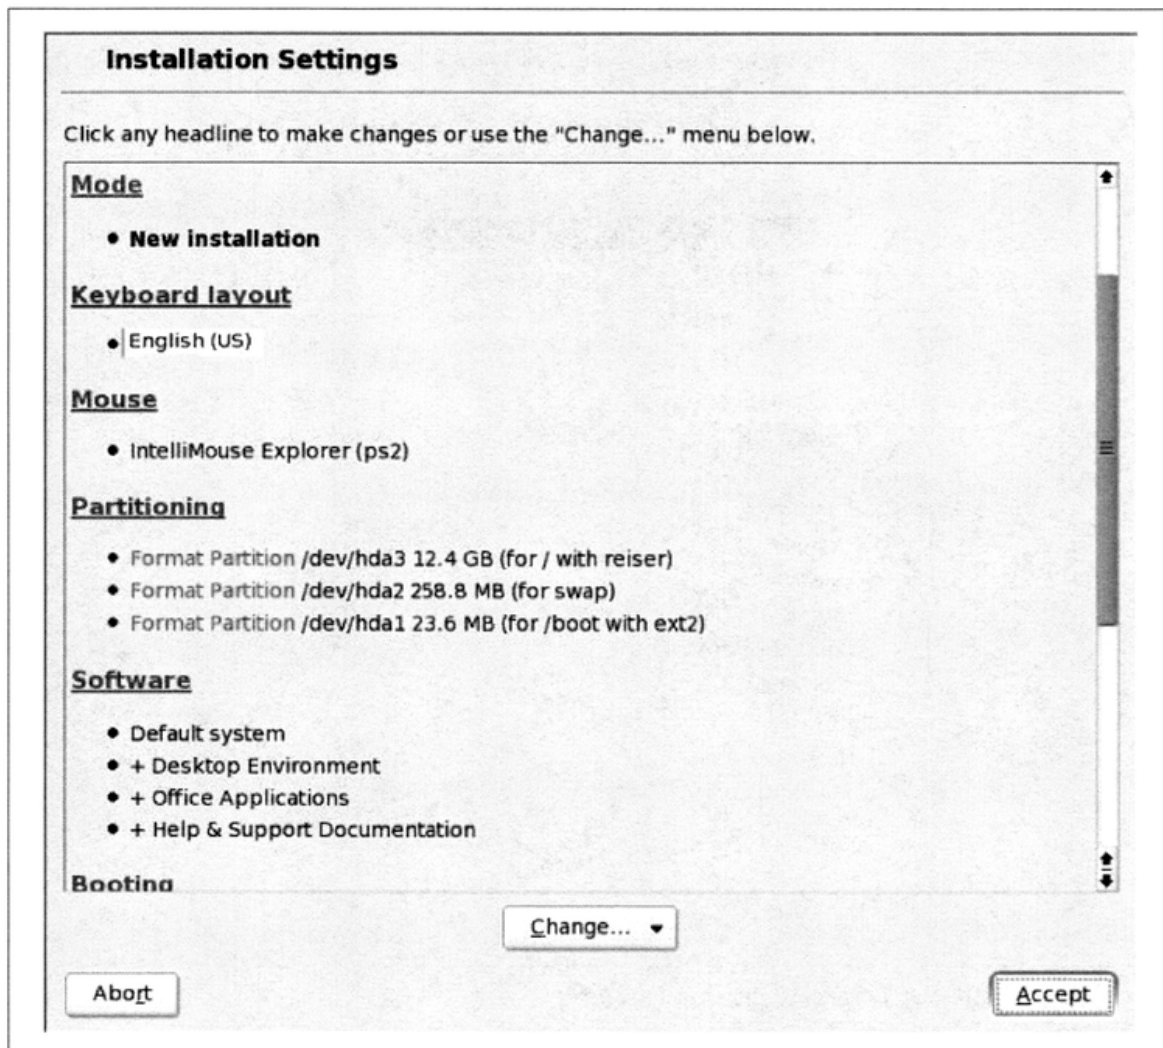 Installation Settings
Click any headline to make changes or use the "Change..." menu below.
Mode
• New installation
Keyboard layout
• English (US)
Mouse
• IntelliMouse Explorer (ps2)
Partitioning
• Format Partition /dev/hda3 12.4 GB (for / with reiser)
• Format Partition /dev/hda2 258.8 MB (for swap)
• Format Partition /dev/hda1 23.6 MB (for /boot with ext2)
Software
• Default system
• + Desktop Environment
• + Office Applications
• + Help & Support Documentation
Booting
Change...
Abort
Accept